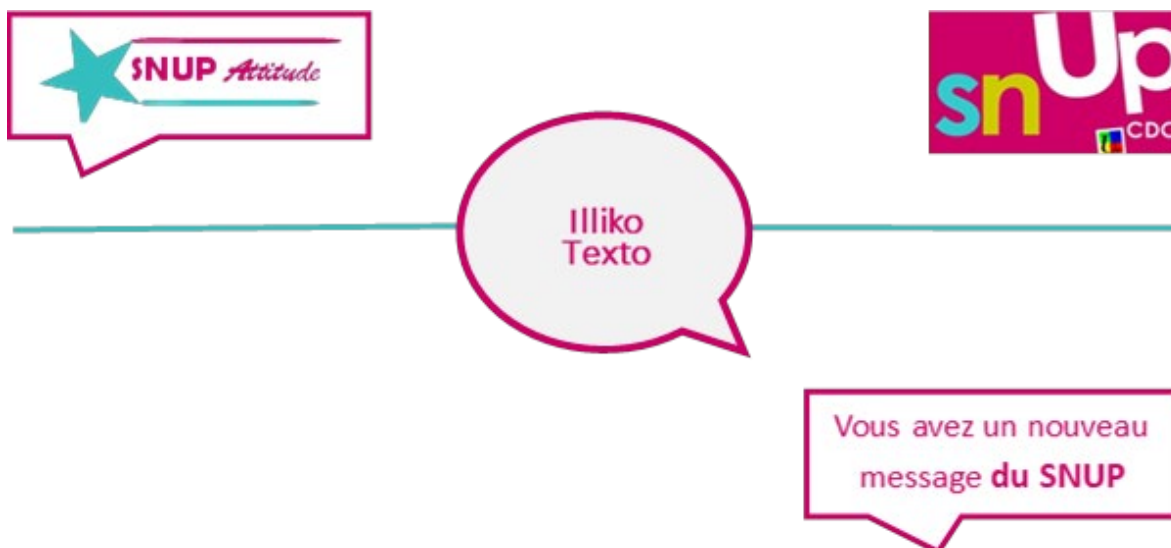 SNUP Attitude
snUp
CDC
Illiko
Texto
Vous avez un nouveau
message du SNUP